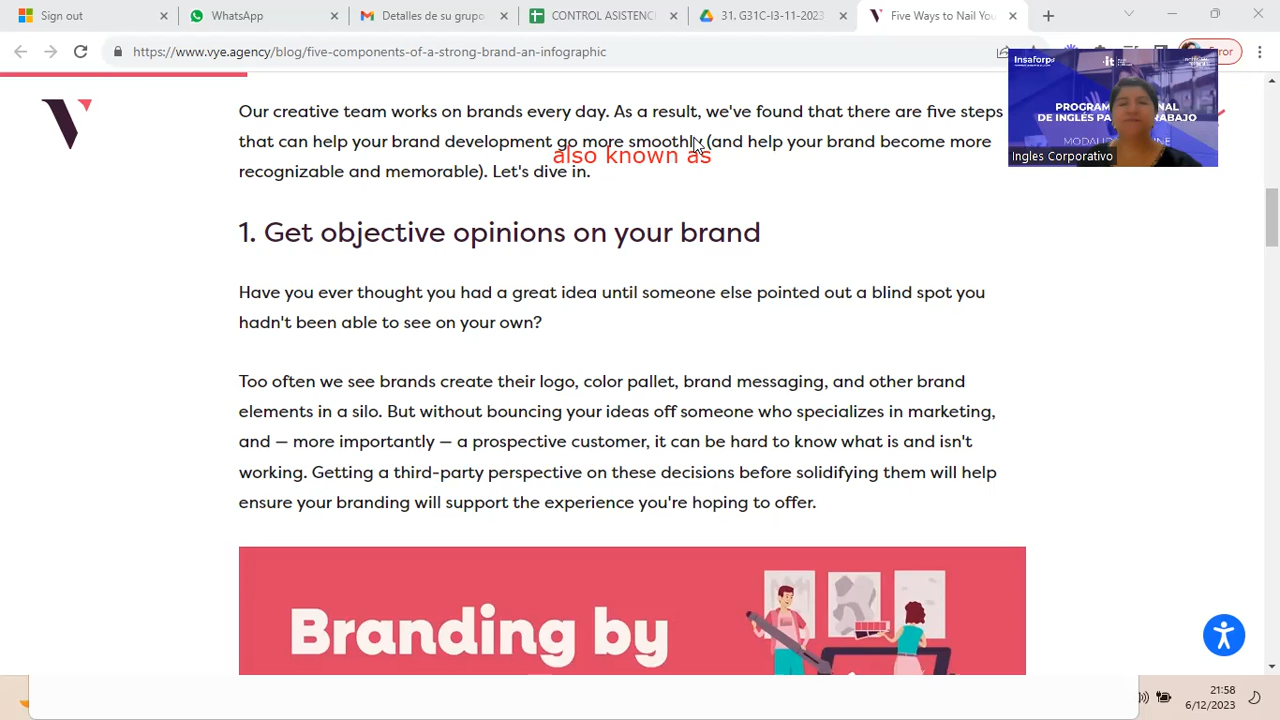 Sign out
WhatsApp
Detalles de su grupo
CONTROL ASISTENC
31. G31C-I3-11-2023
Five Ways to Nail You
https://www.vye.agency/blog/five-components-of-a-strong-brand-an-infographic
Error
Our creative team works on brands every day. As a result, we've found that there are five steps
that can help your brand development go more smoothly (and help your brand become more
also known as
recognizable and memorable). Let's dive in.
Insaforp
PROGRAMA NACIONAL
DE INGLÉS PARA TRABAJO
Ingles Corporativo
1. Get objective opinions on your brand
Have you ever thought you had a great idea until someone else pointed out a blind spot you
hadn't been able to see on your own?
Too often we see brands create their logo, color pallet, brand messaging, and other brand
elements in a silo. But without bouncing your ideas off someone who specializes in marketing,
and — more importantly — a prospective customer, it can be hard to know what is and isn't
working. Getting a third-party perspective on these decisions before solidifying them will help
ensure your branding will support the experience you're hoping to offer.
Branding by
21:58
6/12/2023